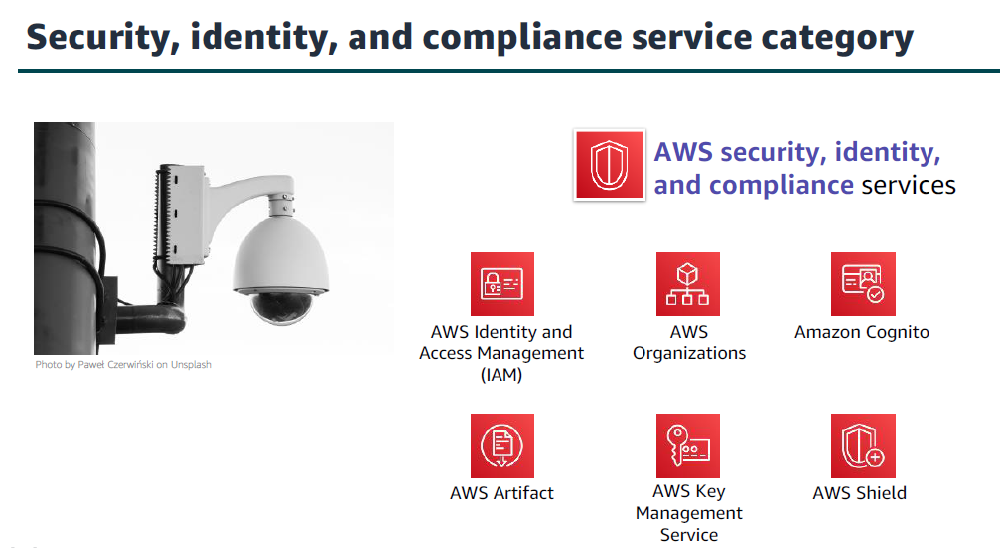 Security, identity, and compliance service category
AWS security, identity,
and compliance services
AWS Identity and
Access Management
(IAM)
AWS
Organizations
Amazon Cognito
Photo by Paweł Czerwiński on Unsplash
AWS Artifact
AWS Key
Management
Service
AWS Shield